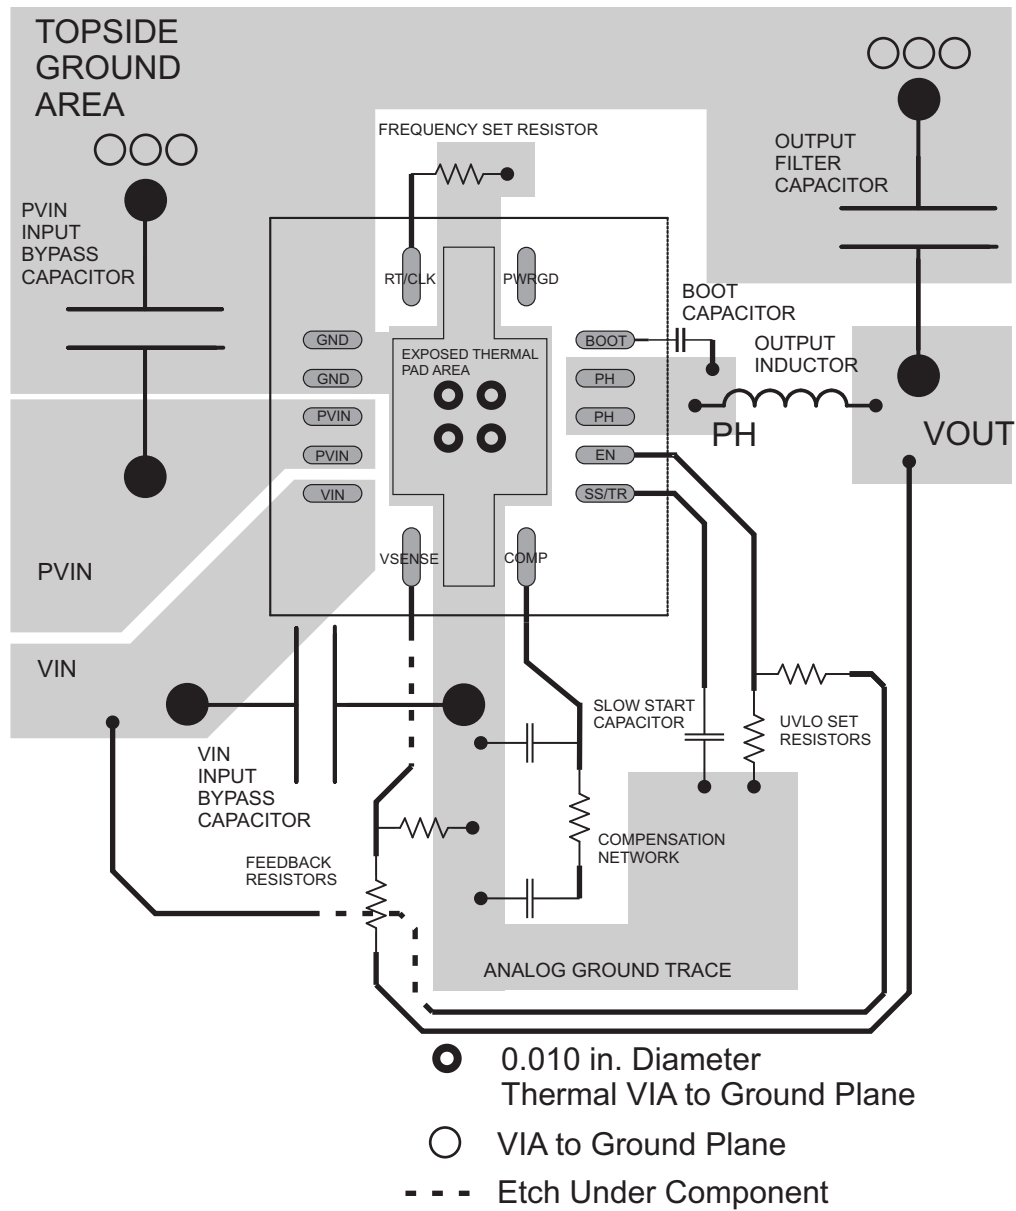 TOPSIDE
GROUND
AREA
FREQUENCY SET RESISTOR
OUTPUT
FILTER
CAPACITOR
PVIN
INPUT
BYPASS
CAPACITOR
RT/CLK
PWRGD
BOOT
CAPACITOR
GND
EXPOSED THERMAL
PAD AREA
BOOT
OUTPUT
INDUCTOR
GND
PH
PVIN
PH
PH
VOUT
PVIN
EN
VIN
SS/TR
VSENSE
COMP
PVIN
VIN
SLOW START
CAPACITOR
UVLO SET
RESISTORS
VIN
INPUT
BYPASS
CAPACITOR
COMPENSATION
NETWORK
FEEDBACK
RESISTORS
ANALOG GROUND TRACE
0.010 in. Diameter
Thermal VIA to Ground Plane
VIA to Ground Plane
Etch Under Component